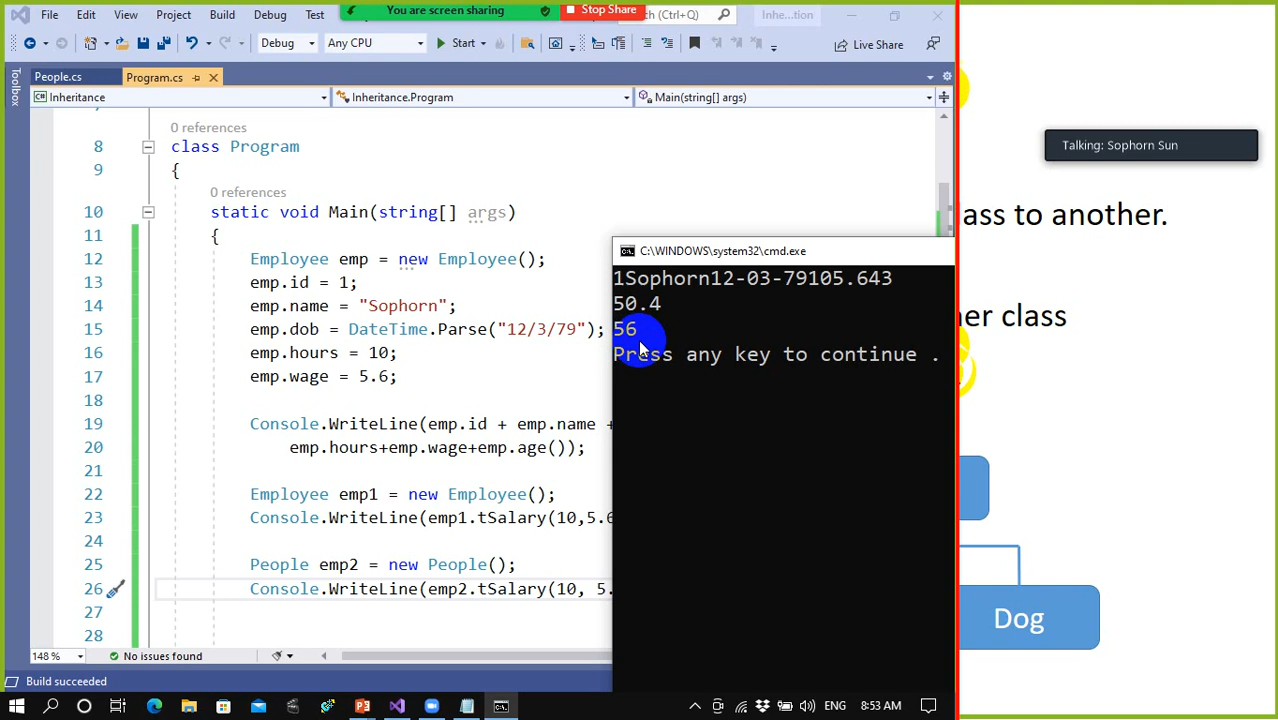 File Edit View Project Build Debug Test
You are screen sharing
Stop Share
ch (Ctrl+Q)
Inhe...tion
Debug
Any CPU
Start
Live Share
Toolbox
People.cs
Program.cs
Inheritance
Inheritance.Program
Main(string[] args)
0 references
8 class Program
9 {
0 references
10 static void Main(string[] args)
11 {
12 Employee emp = new Employee();
13 emp.id = 1;
14 emp.name = "Sophorn";
15 emp.dob = DateTime.Parse("12/3/79");
16 emp.hours = 10;
17 emp.wage = 5.6;
18
19 Console.WriteLine(emp.id + emp.name +
20 emp.hours+emp.wage+emp.age());
21
22 Employee emp1 = new Employee();
23 Console.WriteLine(emp1.tSalary(10,5.6
24
25 People emp2 = new People();
26 Console.WriteLine(emp2.tSalary(10, 5.
27
28
148 %
No issues found
Build succeeded
C:\WINDOWS\system32\cmd.exe
1Sophorn12-03-79105.643
50.4
56
Press any key to continue .
Talking: Sophorn Sun
lass to another.
her class
Dog
ENG
8:53 AM